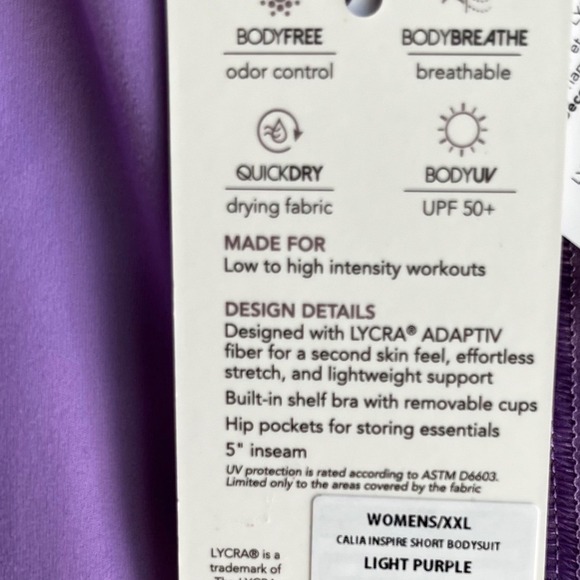 BODYFREE
odor control
BODYBREATHE
breathable
QUICKDRY
drying fabric
BODYUV
UPF 50+
MADE FOR
Low to high intensity workouts
DESIGN DETAILS
Designed with LYCRA® ADAPTIV
fiber for a second skin feel, effortless
stretch, and lightweight support
Built-in shelf bra with removable cups
Hip pockets for storing essentials
5" inseam
UV protection is rated according to ASTM D6603.
Limited only to the areas covered by the fabric
LYCRA® is a
trademark of
The LYCRA
WOMENS/XXL
CALIA INSPIRE SHORT BODYSUIT
LIGHT PURPLE